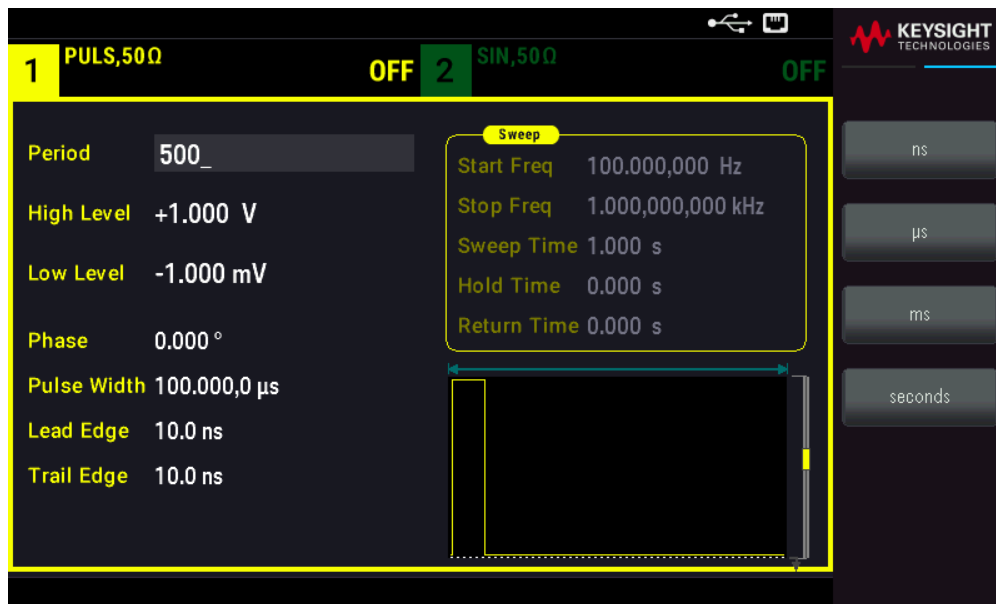 KEYSIGHT
TECHNOLOGIES
1 PULS,50Ω OFF 2 SIN,50Ω OFF
Period 500_
High Level +1.000 V
Low Level -1.000 mV
Phase 0.000 °
Pulse Width 100.000,0 µs
Lead Edge 10.0 ns
Trail Edge 10.0 ns
Sweep
Start Freq 100.000,000 Hz
Stop Freq 1.000,000,000 kHz
Sweep Time 1.000 s
Hold Time 0.000 s
Return Time 0.000 s
ns
µs
ms
seconds